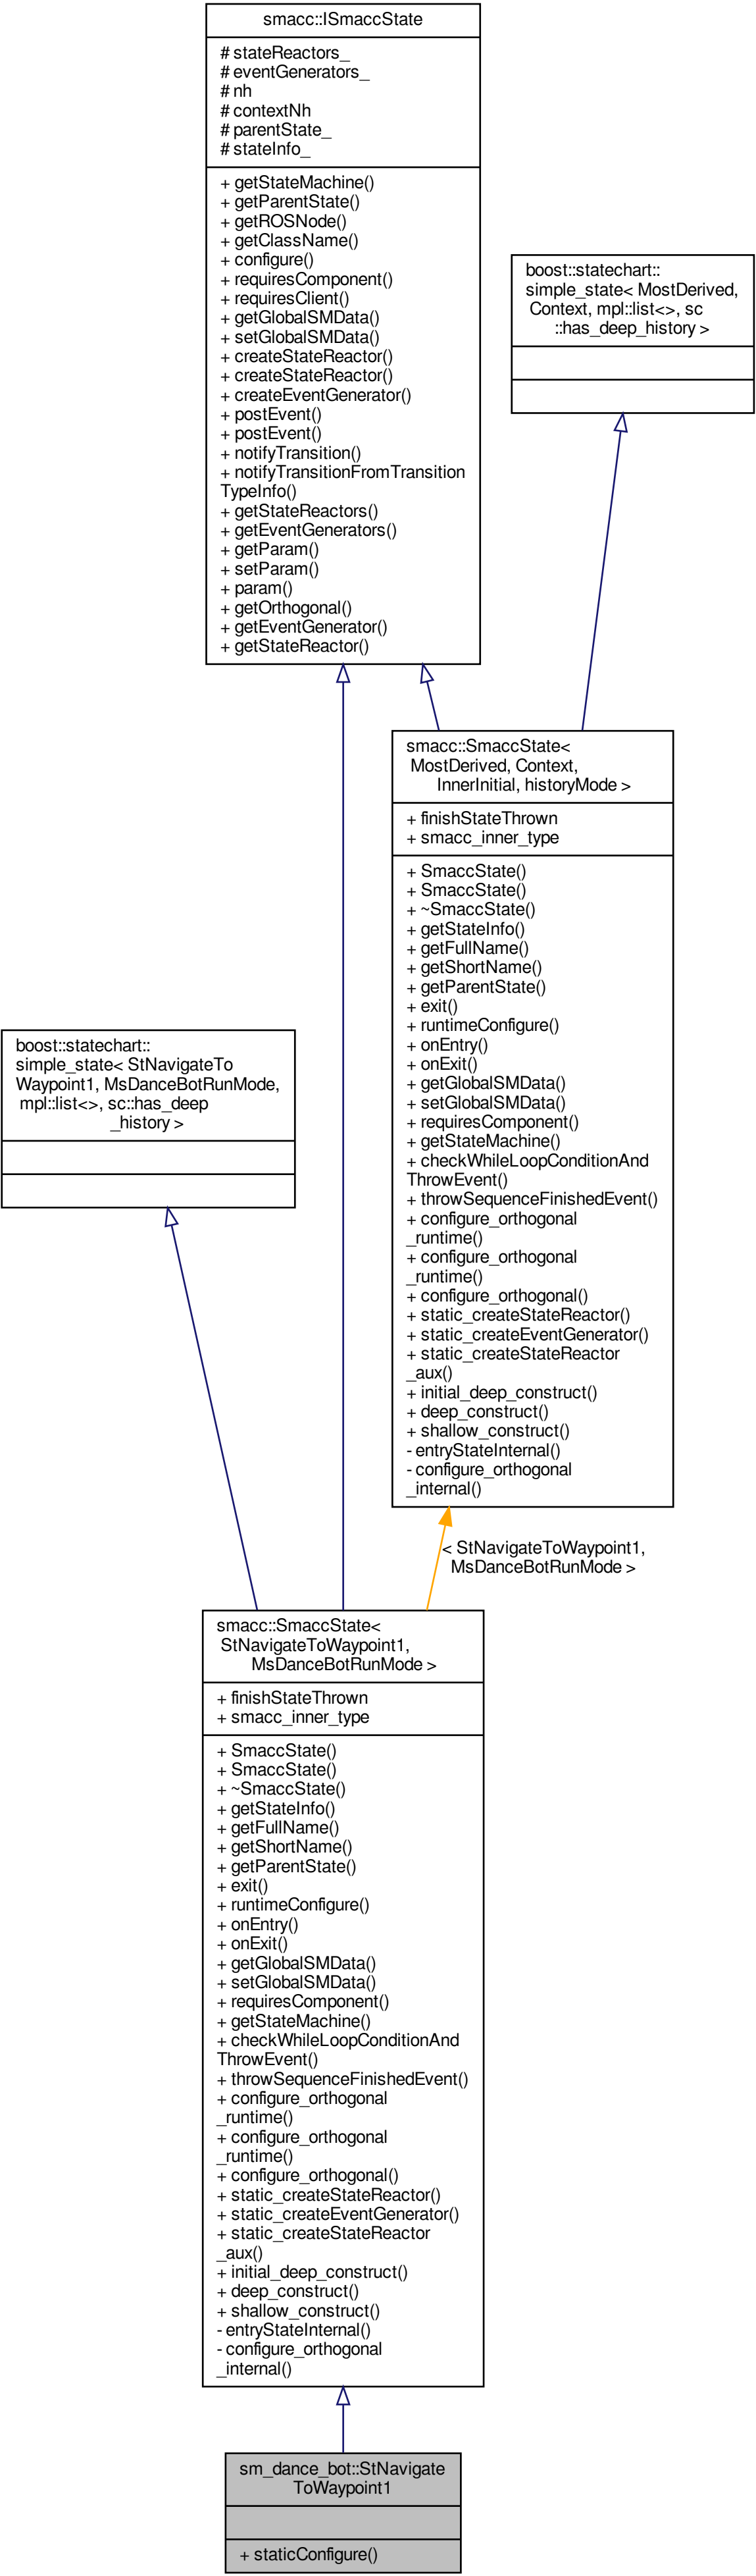 smacc::ISmaccState
# stateReactors_
# eventGenerators_
# nh
# contextNh
# parentState_
# stateInfo_
+ getStateMachine()
+ getParentState()
+ getROSNode()
+ getClassName()
+ configure()
+ requiresComponent()
+ requiresClient()
+ getGlobalSMData()
+ setGlobalSMData()
+ createStateReactor()
+ createStateReactor()
+ createEventGenerator()
+ postEvent()
+ postEvent()
+ notifyTransition()
+ notifyTransitionFromTransition
TypeInfo()
+ getStateReactors()
+ getEventGenerators()
+ getParam()
+ setParam()
+ param()
+ getOrthogonal()
+ getEventGenerator()
+ getStateReactor()
boost::statechart::
simple_state< MostDerived,
Context, mpl::list<>, sc
::has_deep_history >
smacc::SmaccState<
MostDerived, Context,
InnerInitial, historyMode >
+ finishStateThrown
+ smacc_inner_type
+ SmaccState()
+ SmaccState()
+ ~SmaccState()
+ getStateInfo()
+ getFullName()
+ getShortName()
+ getParentState()
+ exit()
+ runtimeConfigure()
+ onEntry()
+ onExit()
+ getGlobalSMData()
+ setGlobalSMData()
+ requiresComponent()
+ getStateMachine()
+ checkWhileLoopConditionAnd
ThrowEvent()
+ throwSequenceFinishedEvent()
+ configure_orthogonal
_runtime()
+ configure_orthogonal
_runtime()
+ configure_orthogonal()
+ static_createStateReactor()
+ static_createEventGenerator()
+ static_createStateReactor
_aux()
+ initial_deep_construct()
+ deep_construct()
+ shallow_construct()
- entryStateInternal()
- configure_orthogonal
_internal()
boost::statechart::
simple_state< StNavigateTo
Waypoint1, MsDanceBotRunMode,
mpl::list<>, sc::has_deep
_history >
< StNavigateToWaypoint1,
MsDanceBotRunMode >
smacc::SmaccState<
StNavigateToWaypoint1,
MsDanceBotRunMode >
+ finishStateThrown
+ smacc_inner_type
+ SmaccState()
+ SmaccState()
+ ~SmaccState()
+ getStateInfo()
+ getFullName()
+ getShortName()
+ getParentState()
+ exit()
+ runtimeConfigure()
+ onEntry()
+ onExit()
+ getGlobalSMData()
+ setGlobalSMData()
+ requiresComponent()
+ getStateMachine()
+ checkWhileLoopConditionAnd
ThrowEvent()
+ throwSequenceFinishedEvent()
+ configure_orthogonal
_runtime()
+ configure_orthogonal
_runtime()
+ configure_orthogonal()
+ static_createStateReactor()
+ static_createEventGenerator()
+ static_createStateReactor
_aux()
+ initial_deep_construct()
+ deep_construct()
+ shallow_construct()
- entryStateInternal()
- configure_orthogonal
_internal()
sm_dance_bot::StNavigate
ToWaypoint1
+ staticConfigure()